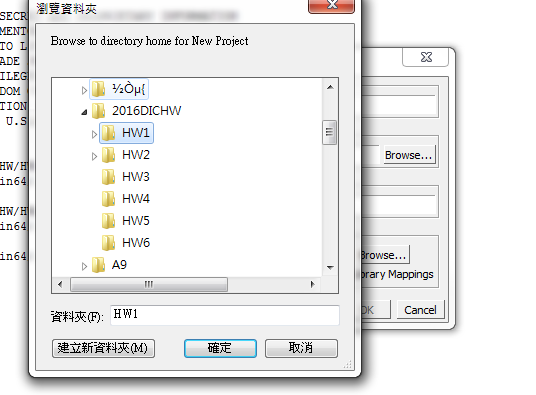 瀏覽資料夾
Browse to directory home for New Project
½Òµ{
2016DICHW
HW1
HW2
HW3
HW4
HW5
HW6
A9
資料夾(F):
HW1
建立新資料夾(M)
確定
取消
SECR
MENT
TO L
ADE
ILEG
DOM
TION
U.S
HW/H
in64
HW/H
in64
in64
Browse...
Browse...
rary Mappings
OK
Cancel